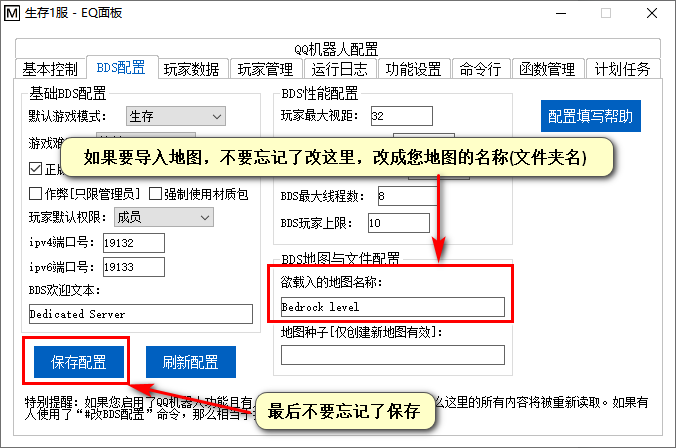 生存1服 - EQ面板
QQ机器人配置
基本控制 BDS配置 玩家数据 玩家管理 运行日志 功能设置 命令行 函数管理 计划任务
基础BDS配置
默认游戏模式： 生存
游戏难
如果要导入地图，不要忘记了改这里，改成您地图的名称(文件夹名)
正版
作弊[只限管理员] 强制使用材质包
玩家默认权限： 成员
ipv4端口号： 19132
ipv6端口号： 19133
BDS欢迎文本：
Dedicated Server
保存配置 刷新配置
BDS性能配置
玩家最大视距： 32
BDS最大线程数： 8
BDS玩家上限： 10
配置填写帮助
BDS地图与文件配置
欲载入的地图名称：
Bedrock level
地图种子[仅创建新地图有效]：
特别提醒：如果您启用了QQ机器人功能且有 么这里的所有内容将被重新读取。如果有
人使用了“#改BDS配置”命令，那么相当于
最后不要忘记了保存